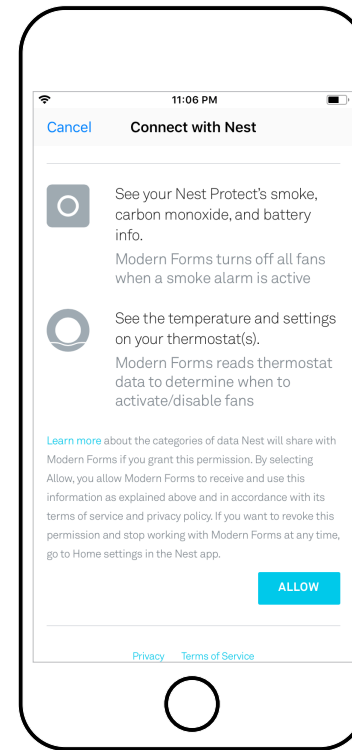 11:06 PM
Cancel
Connect with Nest
See your Nest Protect's smoke,
carbon monoxide, and battery
info.
Modern Forms turns off all fans
when a smoke alarm is active
See the temperature and settings
on your thermostat(s).
Modern Forms reads thermostat
data to determine when to
activate/disable fans
Learn more about the categories of data Nest will share with
Modern Forms if you grant this permission. By selecting
Allow, you allow Modern Forms to receive and use this
information as explained above and in accordance with its
terms of service and privacy policy. If you want to revoke this
permission and stop working with Modern Forms at any time,
go to Home settings in the Nest app.
ALLOW
Privacy Terms of Service